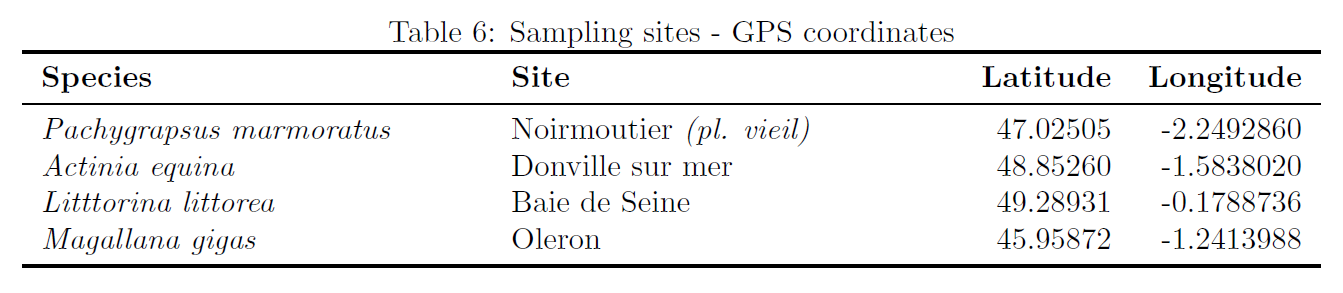 Table 6: Sampling sites - GPS coordinates
Species Site Latitude Longitude
Pachygrapsus marmoratus Noirmoutier (pl. vieil) 47.02505 -2.2492860
Actinia equina Donville sur mer 48.85260 -1.5838020
Litttorina littorea Baie de Seine 49.28931 -0.1788736
Magallana gigas Oleron 45.95872 -1.2413988